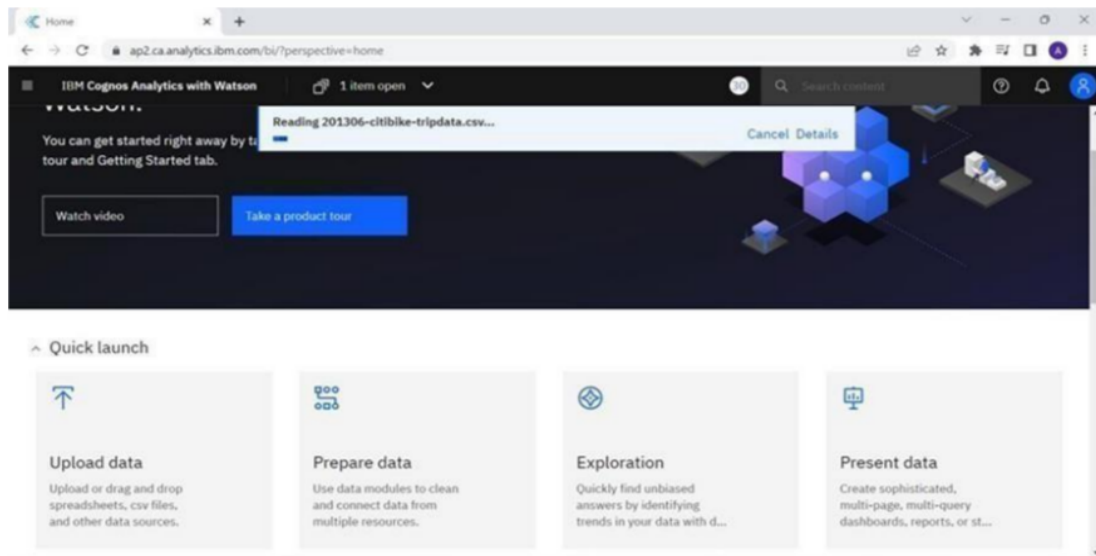 Home
ap2.ca.analytics.ibm.com/bi/?perspective=home
IBM Cognos Analytics with Watson
1 item open
30
Search content
A
Watson!
Reading 201306-citibike-tripdata.csv...
Cancel Details
You can get started right away by ta
tour and Getting Started tab.
Watch video
Take a product tour
Quick launch
Upload data
Upload or drag and drop
spreadsheets, csv files,
and other data sources.
Prepare data
Use data modules to clean
and connect data from
multiple resources.
Exploration
Quickly find unbiased
answers by identifying
trends in your data with d...
Present data
Create sophisticated,
multi-page, multi-query
dashboards, reports, or st...